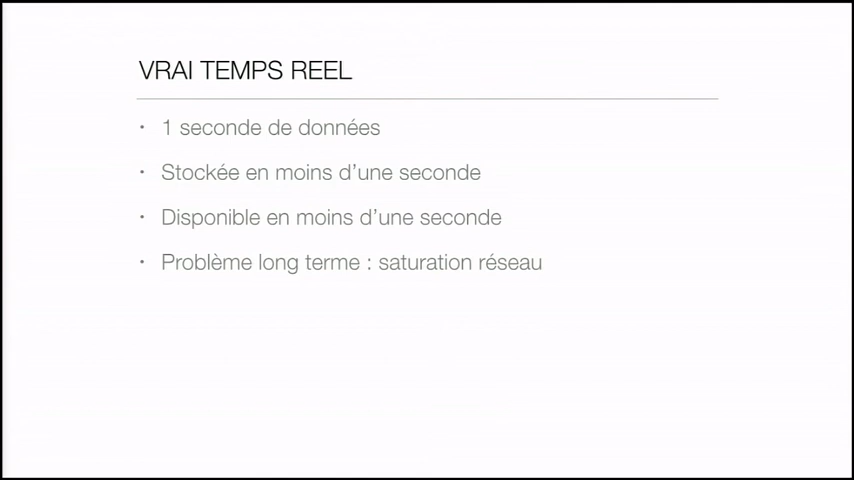 VRAI TEMPS REEL
• 1 seconde de données
• Stockée en moins d’une seconde
• Disponible en moins d’une seconde
• Problème long terme : saturation réseau